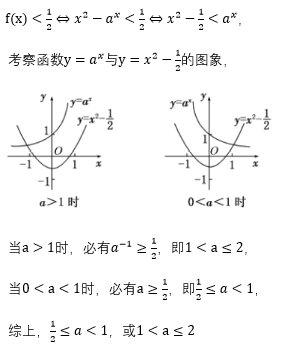 f(x) < 1/2 ⇔ x² − aˣ < 1/2 ⇔ x² − 1/2 < aˣ,
考察函数y = aˣ与y = x² − 1/2的图象,
y y=aˣ y=x²−1/2 1 O −1 1 x −1
y=aˣ y y=x²−1/2 1 O −1 1 x −1
a>1 时 0<a<1 时
当a > 1时，必有a⁻¹ ≥ 1/2，即1 < a ≤ 2,
当0 < a < 1时，必有a ≥ 1/2，即1/2 ≤ a < 1,
综上，1/2 ≤ a < 1，或1 < a ≤ 2